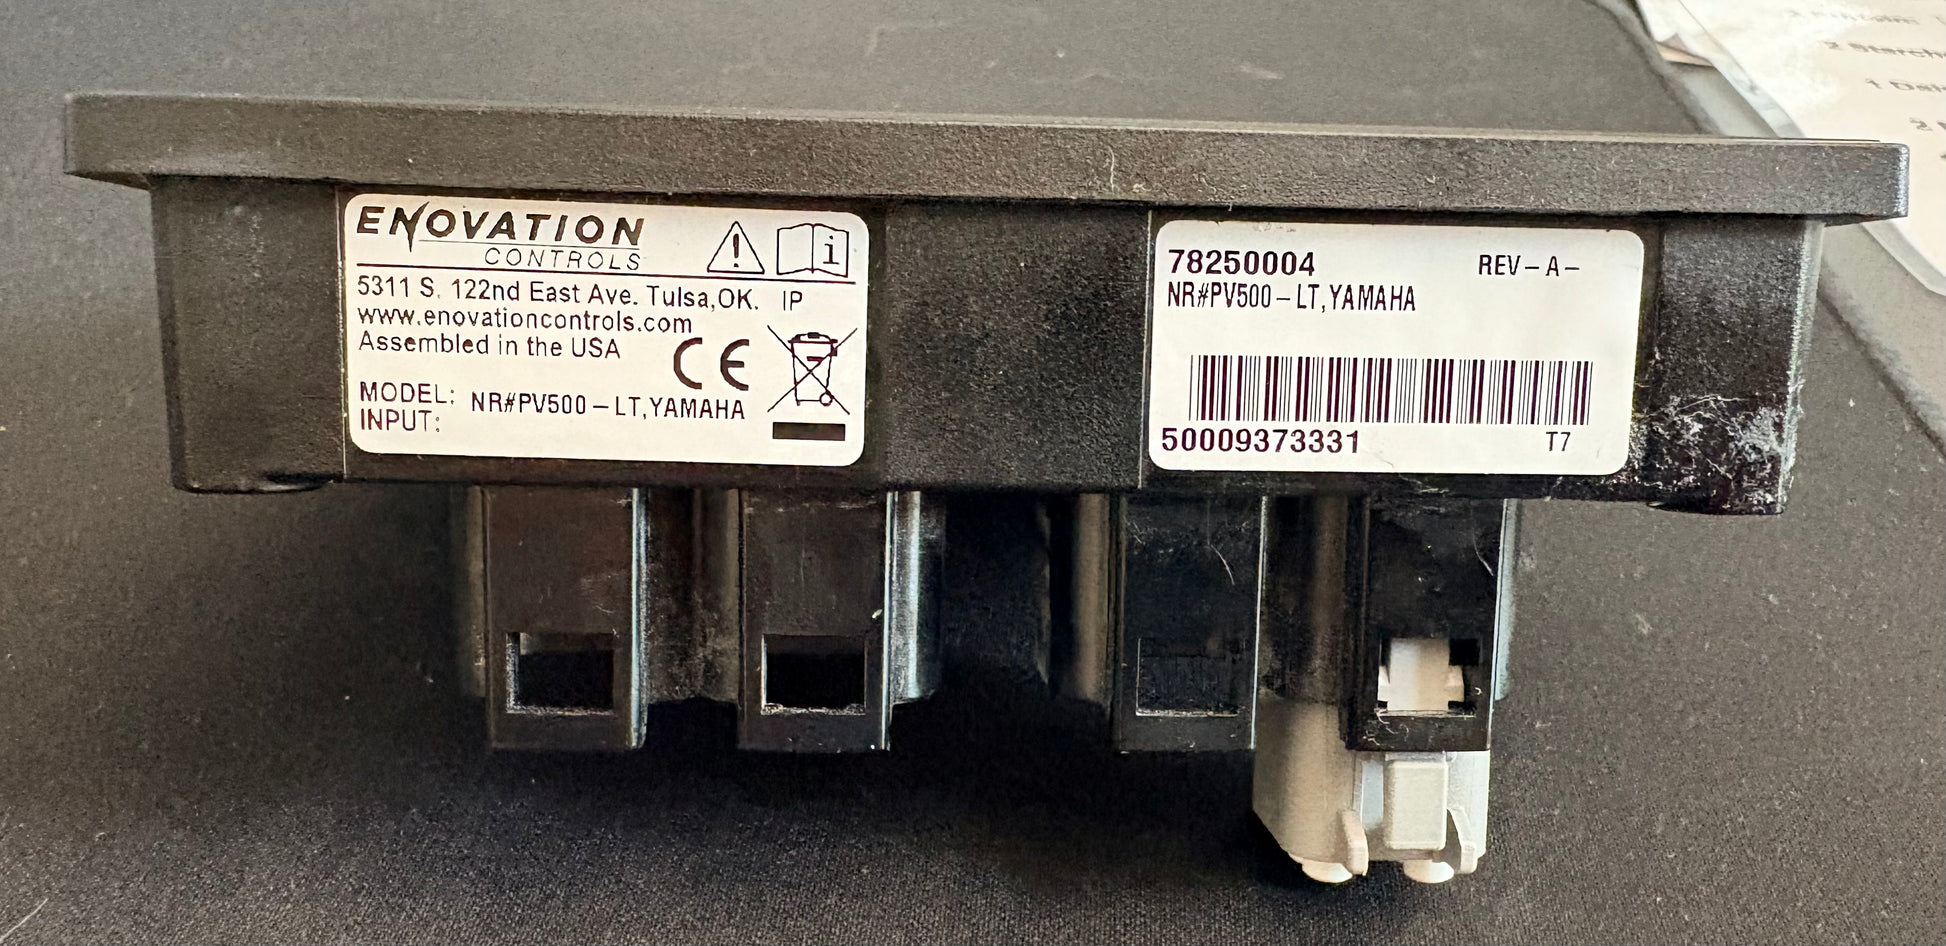 ENOVATION
CONTROLS
5311 S. 122nd East Ave. Tulsa,OK. IP
www.enovationcontrols.com
Assembled in the USA
CE
MODEL: NR#PV500-LT,YAMAHA
INPUT:
78250004 REV-A-
NR#PV500-LT,YAMAHA
50009373331 T7